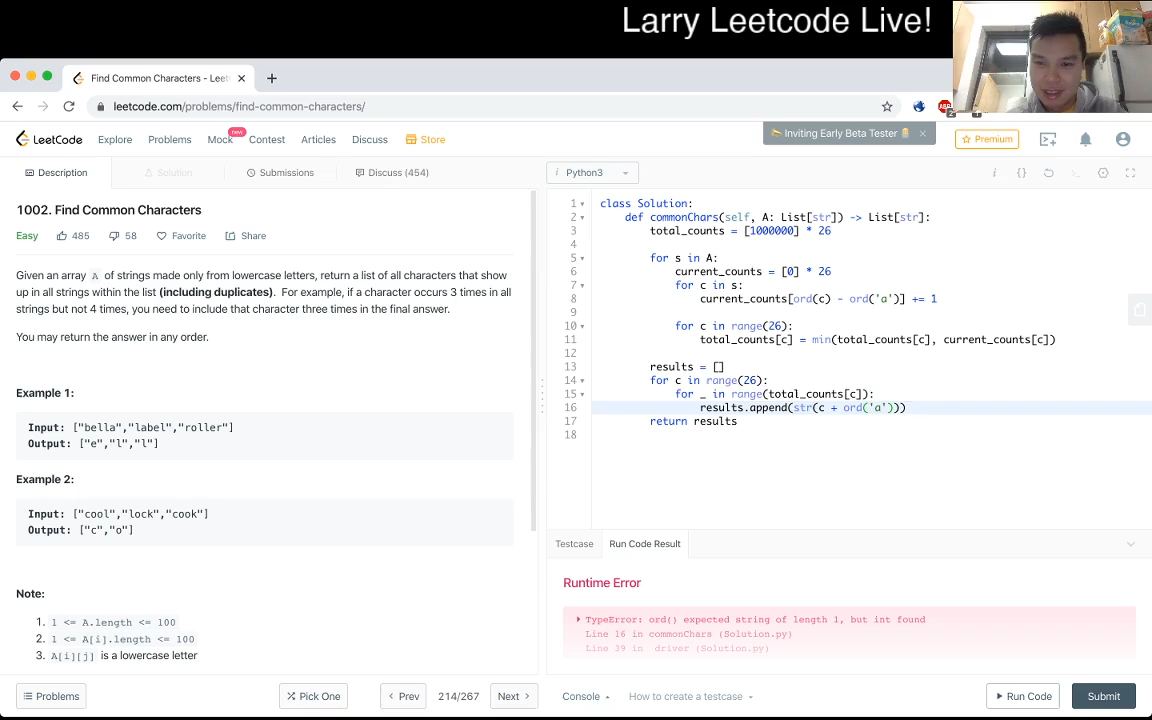 Larry Leetcode Live!
Find Common Characters - Leet
leetcode.com/problems/find-common-characters/
LeetCode
Explore
Problems
Mock
new
Contest
Articles
Discuss
Store
Inviting Early Beta Tester
Premium
Description
Solution
Submissions
Discuss (454)
i Python3
1002. Find Common Characters
Easy
485
58
Favorite
Share
Given an array A of strings made only from lowercase letters, return a list of all characters that show
up in all strings within the list (including duplicates). For example, if a character occurs 3 times in all
strings but not 4 times, you need to include that character three times in the final answer.
You may return the answer in any order.
Example 1:
Input: ["bella","label","roller"]
Output: ["e","l","l"]
Example 2:
Input: ["cool","lock","cook"]
Output: ["c","o"]
Note:
1. 1 <= A.length <= 100
2. 1 <= A[i].length <= 100
3. A[i][j] is a lowercase letter
1 class Solution:
2 def commonChars(self, A: List[str]) -> List[str]:
3 total_counts = [1000000] * 26
4
5 for s in A:
6 current_counts = [0] * 26
7 for c in s:
8 current_counts[ord(c) - ord('a')] += 1
9
10 for c in range(26):
11 total_counts[c] = min(total_counts[c], current_counts[c])
12
13 results = []
14 for c in range(26):
15 for _ in range(total_counts[c]):
16 results.append(str(c + ord('a')))
17 return results
18
Testcase
Run Code Result
Runtime Error
TypeError: ord() expected string of length 1, but int found
Line 16 in commonChars (Solution.py)
Line 39 in _driver (Solution.py)
Problems
Pick One
Prev
214/267
Next
Console
How to create a testcase
Run Code
Submit